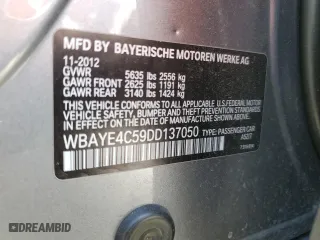 MFD BY BAYERISCHE MOTOREN WERKE AG
11-2012
GVWR 5635 lbs 2556 kg
GAWR FRONT 2625 lbs 1191 kg
GAWR REAR 3140 lbs 1424 kg
THIS VEHICLE CONFORMS TO ALL APPLICABLE U.S. FEDERAL MOTOR
VEHICLE SAFETY, BUMPER, AND THEFT PREVENTION STANDARDS
IN EFFECT ON THE DATE OF MANUFACTURE SHOWN ABOVE.
WBAYE4C59DD137050 TYPE: PASSENGER CAR
DREAMBID